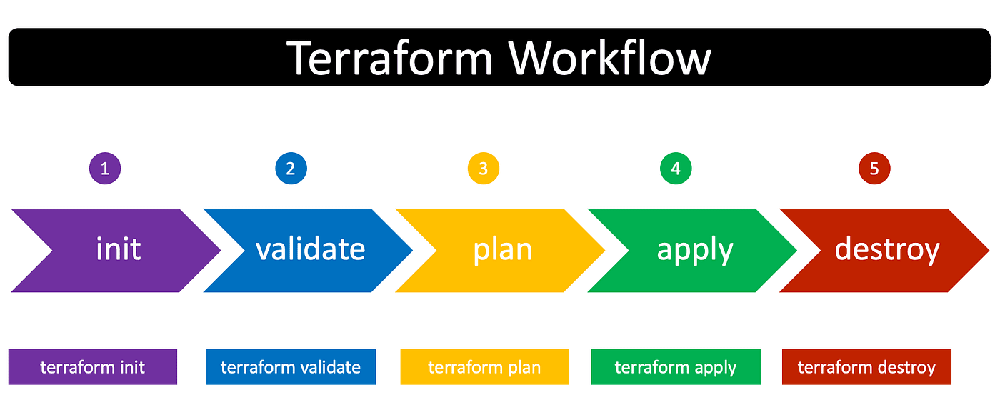 Terraform Workflow
1
2
3
4
5
init
validate
plan
apply
destroy
terraform init
terraform validate
terraform plan
terraform apply
terraform destroy